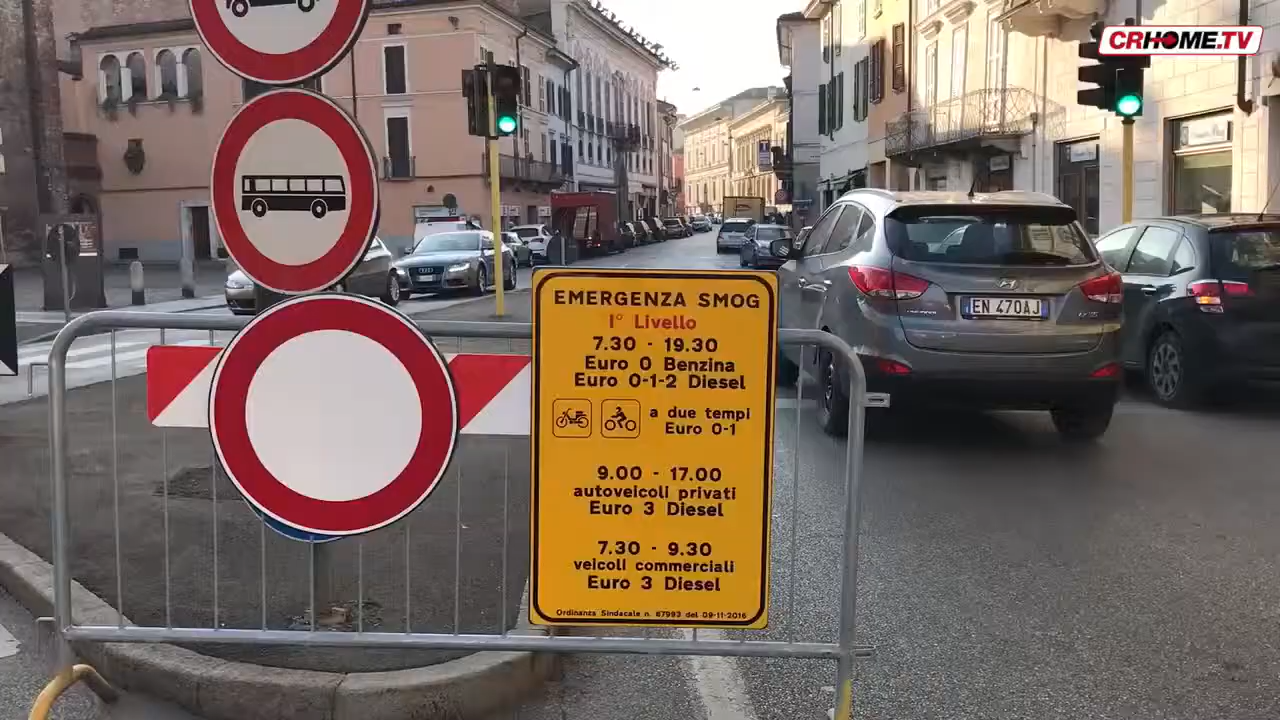 CRHOME.TV
EMERGENZA SMOG
I° Livello
7.30 - 19.30
Euro 0 Benzina
Euro 0-1-2 Diesel
a due tempi
Euro 0-1
9.00 - 17.00
autoveicoli privati
Euro 3 Diesel
7.30 - 9.30
veicoli commerciali
Euro 3 Diesel
Ordinanza Sindacale n. 67993 del 09-11-2016
EN 470AJ